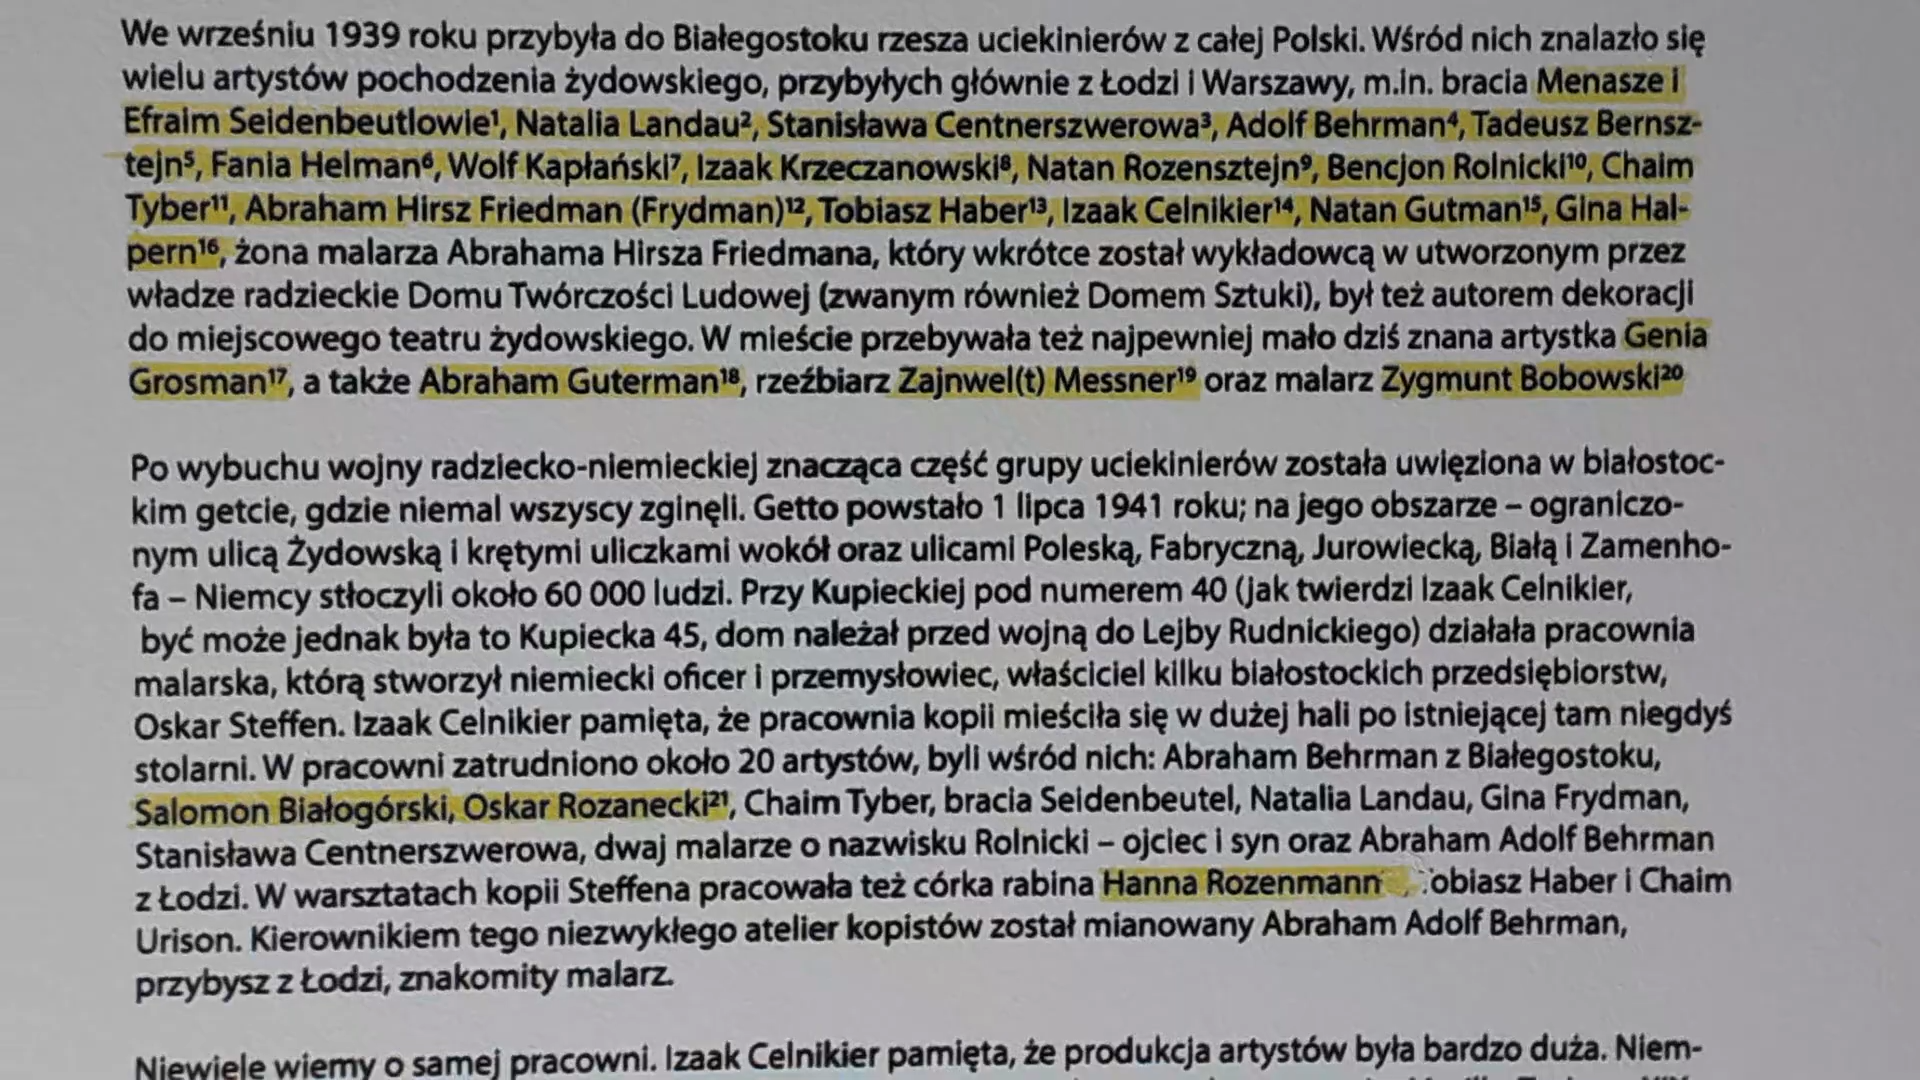 We wrześniu 1939 roku przybyła do Białegostoku rzesza uciekinierów z całej Polski. Wśród nich znalazło się
wielu artystów pochodzenia żydowskiego, przybyłych głównie z Łodzi i Warszawy, m.in. bracia Menasze i
Efraim Seidenbeutlowie¹, Natalia Landau², Stanisława Centnerszwerowa³, Adolf Behrman⁴, Tadeusz Bernsz-
tejn⁵, Fania Helman⁶, Wolf Kapłański⁷, Izaak Krzeczanowski⁸, Natan Rozensztejn⁹, Bencjon Rolnicki¹⁰, Chaim
Tyber¹¹, Abraham Hirsz Friedman (Frydman)¹², Tobiasz Haber¹³, Izaak Celnikier¹⁴, Natan Gutman¹⁵, Gina Hal-
pern¹⁶, żona malarza Abrahama Hirsza Friedmana, który wkrótce został wykładowcą w utworzonym przez
władze radzieckie Domu Twórczości Ludowej (zwanym również Domem Sztuki), był też autorem dekoracji
do miejscowego teatru żydowskiego. W mieście przebywała też najpewniej mało dziś znana artystka Genia
Grosman¹⁷, a także Abraham Guterman¹⁸, rzeźbiarz Zajnwel(t) Messner¹⁹ oraz malarz Zygmunt Bobowski²⁰
Po wybuchu wojny radziecko-niemieckiej znacząca część grupy uciekinierów została uwięziona w białostoc-
kim getcie, gdzie niemal wszyscy zginęli. Getto powstało 1 lipca 1941 roku; na jego obszarze – ograniczo-
nym ulicą Żydowską i krętymi uliczkami wokół oraz ulicami Poleską, Fabryczną, Jurowiecką, Białą i Zamenho-
fa – Niemcy stłoczyli około 60 000 ludzi. Przy Kupieckiej pod numerem 40 (jak twierdzi Izaak Celnikier,
być może jednak była to Kupiecka 45, dom należał przed wojną do Lejby Rudnickiego) działała pracownia
malarska, którą stworzył niemiecki oficer i przemysłowiec, właściciel kilku białostockich przedsiębiorstw,
Oskar Steffen. Izaak Celnikier pamięta, że pracownia kopii mieściła się w dużej hali po istniejącej tam niegdyś
stolarni. W pracowni zatrudniono około 20 artystów, byli wśród nich: Abraham Behrman z Białegostoku,
Salomon Białogórski, Oskar Rozanecki²¹, Chaim Tyber, bracia Seidenbeutel, Natalia Landau, Gina Frydman,
Stanisława Centnerszwerowa, dwaj malarze o nazwisku Rolnicki – ojciec i syn oraz Abraham Adolf Behrman
z Łodzi. W warsztatach kopii Steffena pracowała też córka rabina Hanna Rozenmann, obiasz Haber i Chaim
Urison. Kierownikiem tego niezwykłego atelier kopistów został mianowany Abraham Adolf Behrman,
przybysz z Łodzi, znakomity malarz.
Niewiele wiemy o samej pracowni. Izaak Celnikier pamięta, że produkcja artystów była bardzo duża. Niem-